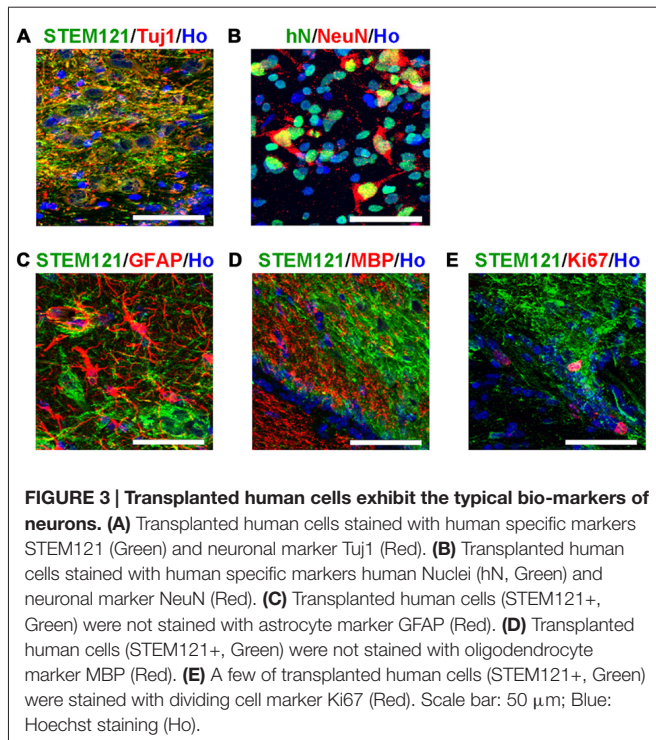 A STEM121/Tuj1/Ho
B hN/NeuN/Ho
C STEM121/GFAP/Ho
D STEM121/MBP/Ho
E STEM121/Ki67/Ho
FIGURE 3 | Transplanted human cells exhibit the typical bio-markers of
neurons. (A) Transplanted human cells stained with human specific markers
STEM121 (Green) and neuronal marker Tuj1 (Red). (B) Transplanted human
cells stained with human specific markers human Nuclei (hN, Green) and
neuronal marker NeuN (Red). (C) Transplanted human cells (STEM121+,
Green) were not stained with astrocyte marker GFAP (Red). (D) Transplanted
human cells (STEM121+, Green) were not stained with oligodendrocyte
marker MBP (Red). (E) A few of transplanted human cells (STEM121+, Green)
were stained with dividing cell marker Ki67 (Red). Scale bar: 50 μm; Blue:
Hoechst staining (Ho).